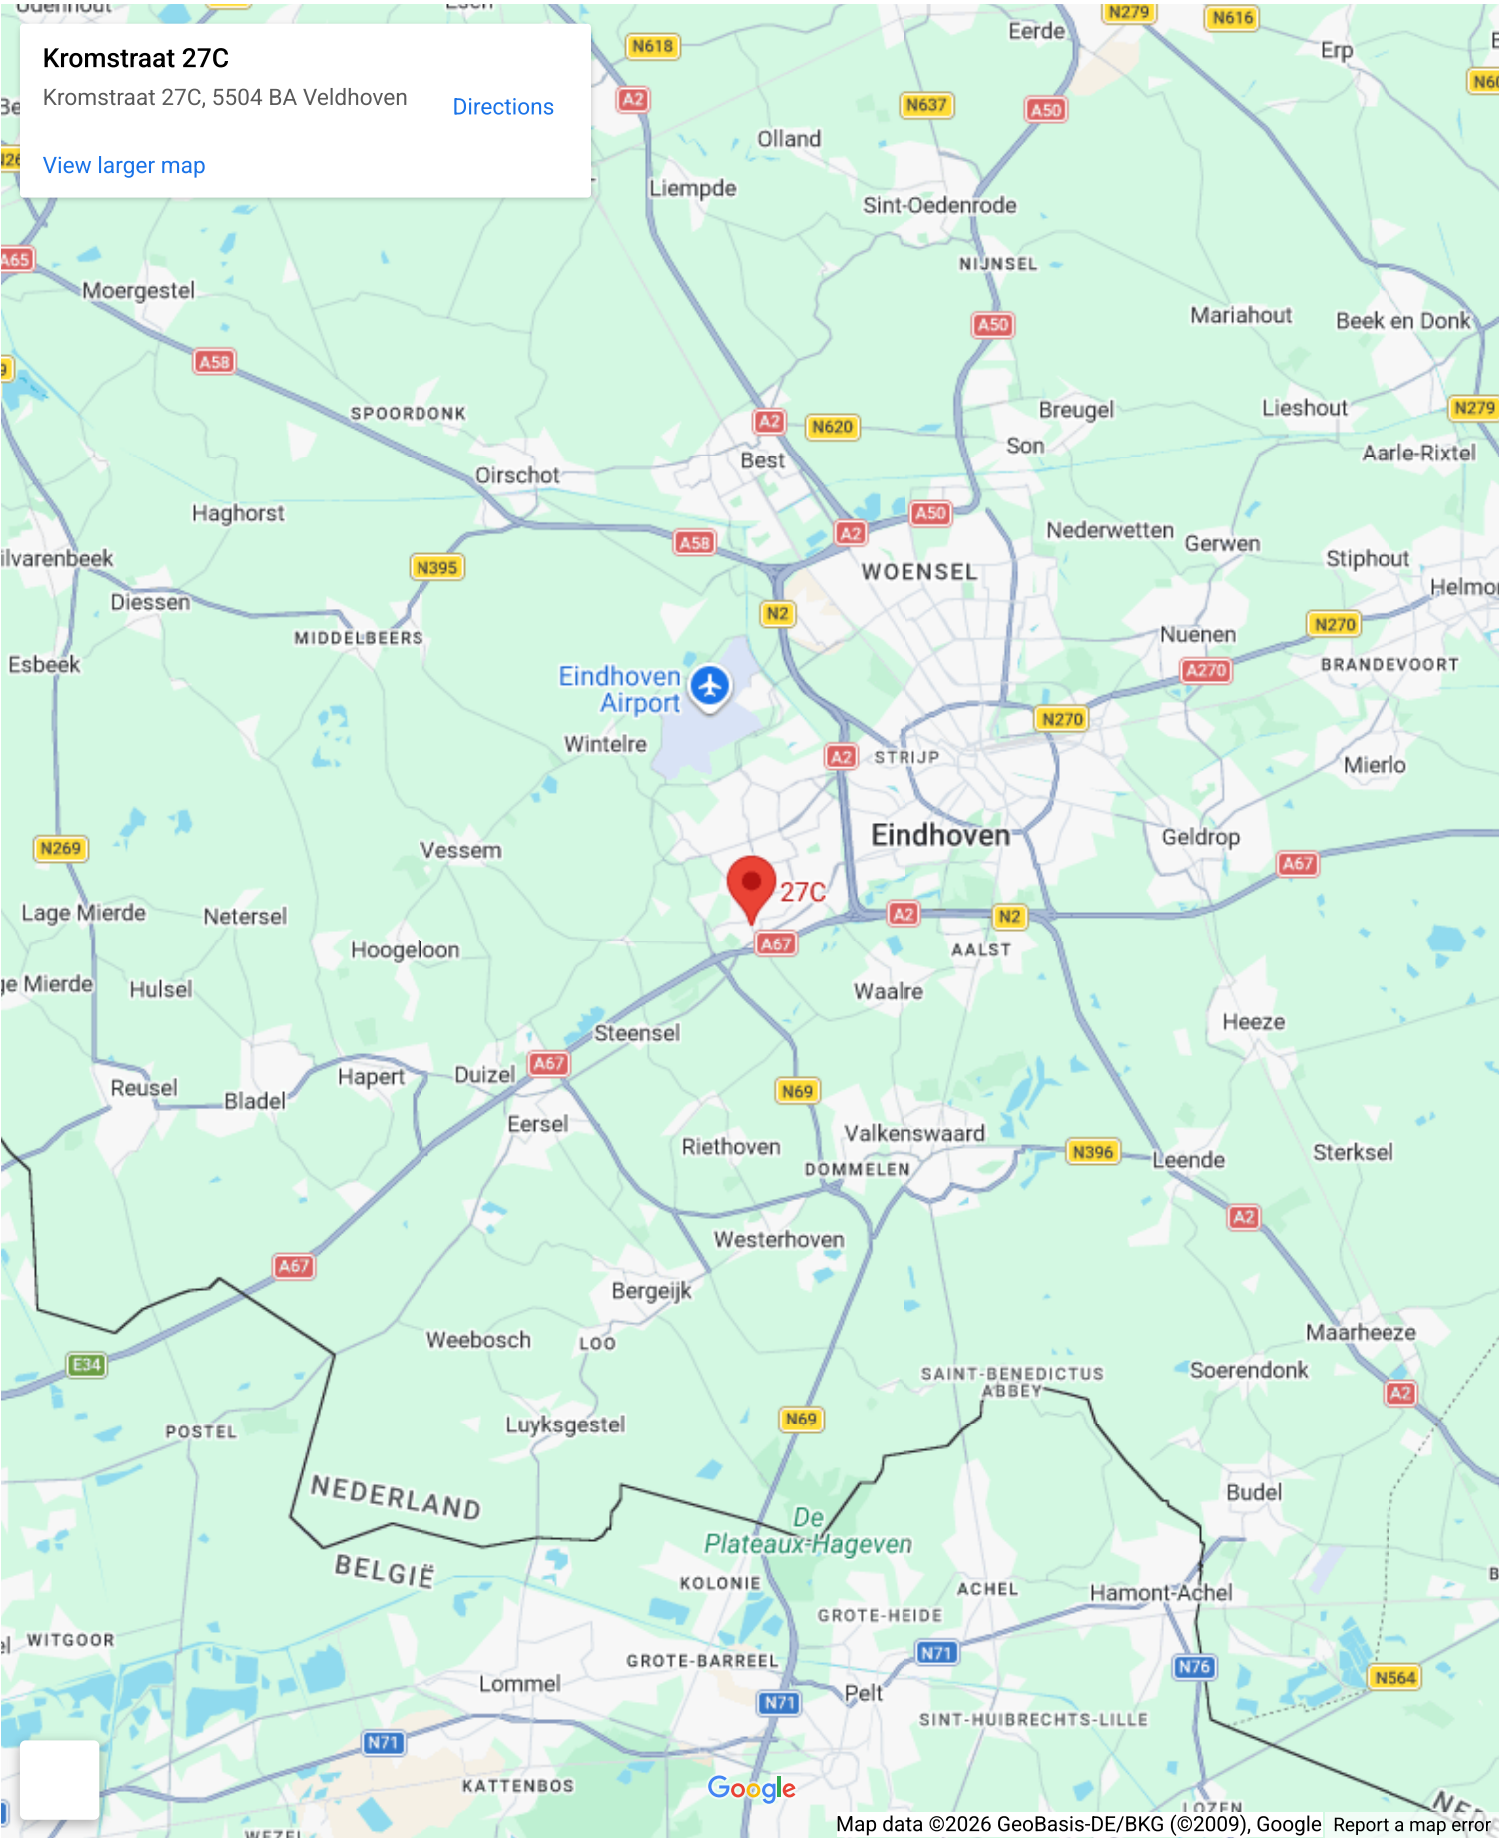 Udenhout
Esch
N279
N616
Kromstraat 27C
Kromstraat 27C, 5504 BA Veldhoven
Directions
View larger map
N618
Eerde
Erp
A2
N637
A50
Olland
Liempde
Sint-Oedenrode
A65
NIJNSEL
Moergestel
A50
Mariahout
Beek en Donk
A58
SPOORDONK
A2
N620
Breugel
Lieshout
N279
Son
Best
Aarle-Rixtel
Oirschot
Haghorst
A58
A2
A50
Nederwetten
Gerwen
Stiphout
ilvarenbeek
N395
WOENSEL
Helmo
Diessen
N2
MIDDELBEERS
Nuenen
N270
Esbeek
A270
BRANDEVOORT
Eindhoven
Airport
N270
Wintelre
A2
STRIJP
Mierlo
N269
Vessem
Eindhoven
Geldrop
A67
27C
Lage Mierde
Netersel
A2
N2
A67
Hoogeloon
AALST
ge Mierde
Hulsel
Waalre
Heeze
Steensel
A67
Reusel
Hapert
Duizel
N69
Bladel
Eersel
Riethoven
Valkenswaard
DOMMELEN
N396
Leende
Sterksel
A2
Westerhoven
A67
Bergeijk
Weebosch
LOO
Maarheeze
E34
SAINT-BENEDICTUS
ABBEY
Soerendonk
A2
POSTEL
Luyksgestel
N69
NEDERLAND
Budel
De
Plateaux-Hageven
BELGIË
KOLONIE
ACHEL
Hamont-Achel
GROTE-HEIDE
WITGOOR
GROTE-BARREEL
N71
N76
N564
Lommel
Pelt
N71
SINT-HUIBRECHTS-LILLE
N71
KATTENBOS
Google
LOZEN
WEZEL
Map data ©2026 GeoBasis-DE/BKG (©2009), Google
Report a map error